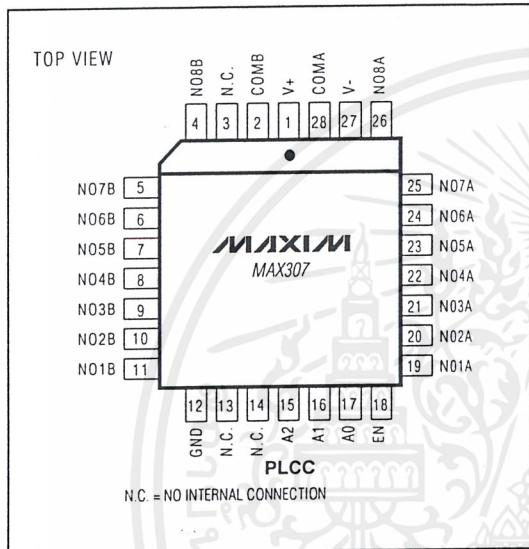 TOP VIEW
NO8B N.C. COMB V+ COMA V- NO8A
4 3 2 1 28 27 26
NO7B 5 25 NO7A
NO6B 6 24 NO6A
NO5B 7 23 NO5A
NO4B 8 22 NO4A
NO3B 9 21 NO3A
NO2B 10 20 NO2A
NO1B 11 19 NO1A
MAXIM
MAX307
12 13 14 15 16 17 18
GND N.C. N.C. A2 A1 A0 EN
PLCC
N.C. = NO INTERNAL CONNECTION